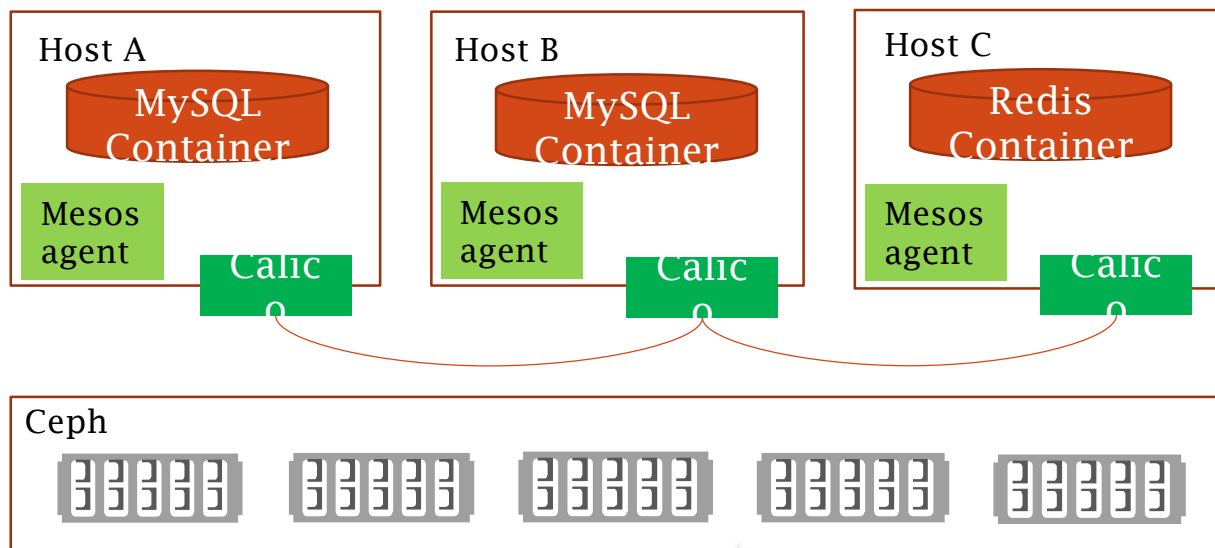 Host A
MySQL
Container
Mesos
agent
Calic
o
Host B
MySQL
Container
Mesos
agent
Calic
o
Host C
Redis
Container
Mesos
agent
Calic
o
Ceph